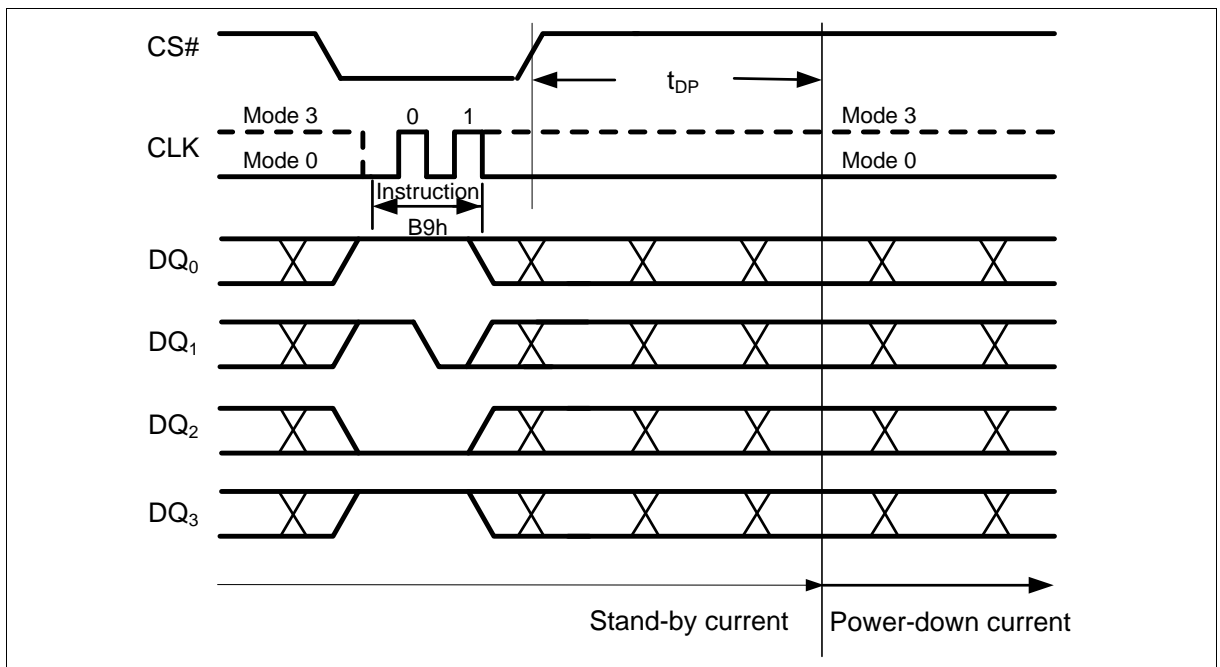 CS#
tDP
Mode 3 0 1 Mode 3
CLK
Mode 0 Mode 0
Instruction
B9h
DQ0
DQ1
DQ2
DQ3
Stand-by current Power-down current